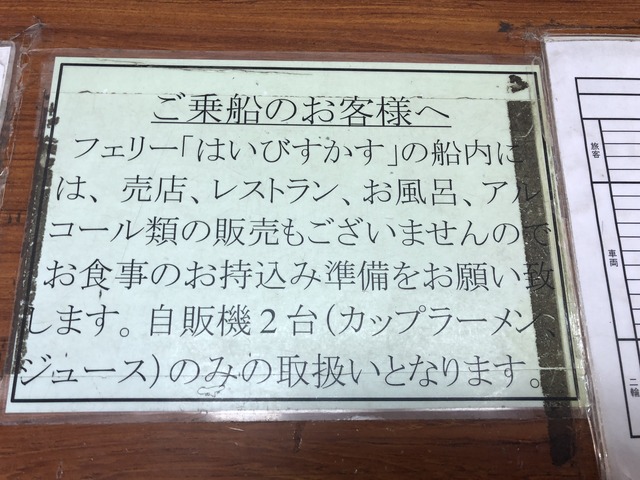 ご乗船のお客様へ
フェリー「はいびすかす」の船内に
は、売店、レストラン、お風呂、アル
コール類の販売もございませんので
お食事のお持込み準備をお願い致
します。自販機２台(カップラーメン、
ジュース)のみの取扱いとなります。
旅客
車両
二輪